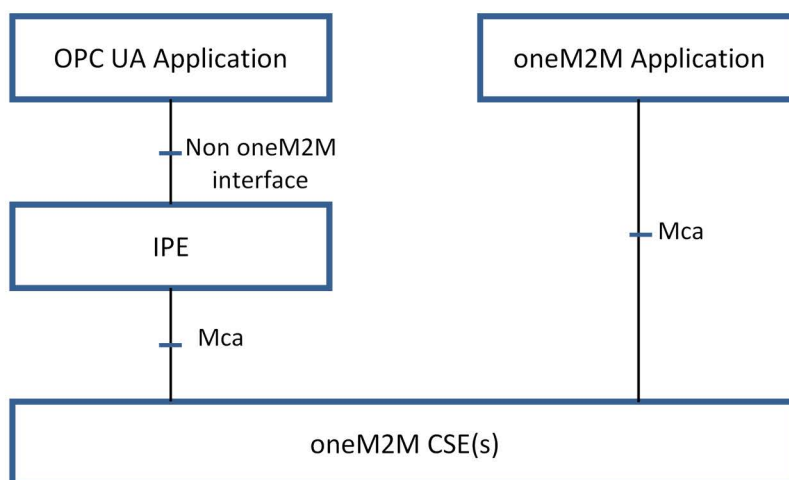 OPC UA Application
oneM2M Application
Non oneM2M
interface
Mca
IPE
Mca
oneM2M CSE(s)